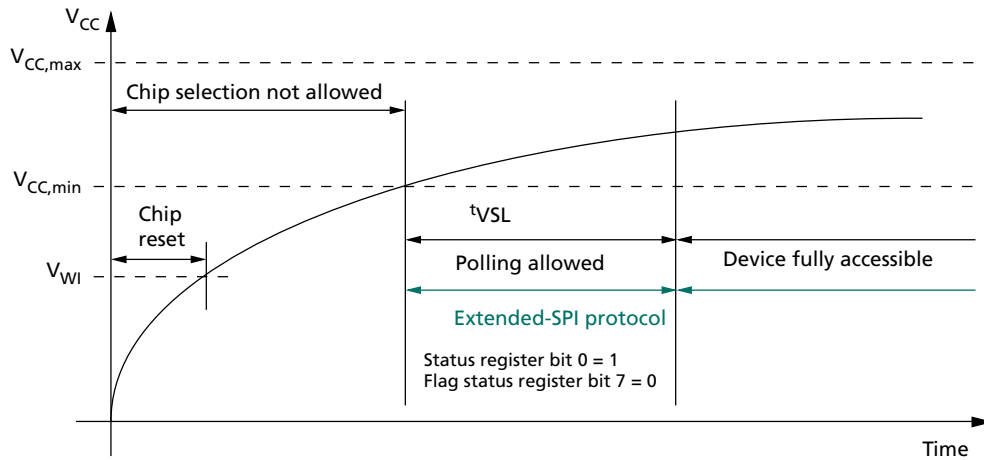 VCC
VCC,max
Chip selection not allowed
VCC,min
Chip
reset
tVSL
VWI
Polling allowed
Device fully accessible
Extended-SPI protocol
Status register bit 0 = 1
Flag status register bit 7 = 0
Time